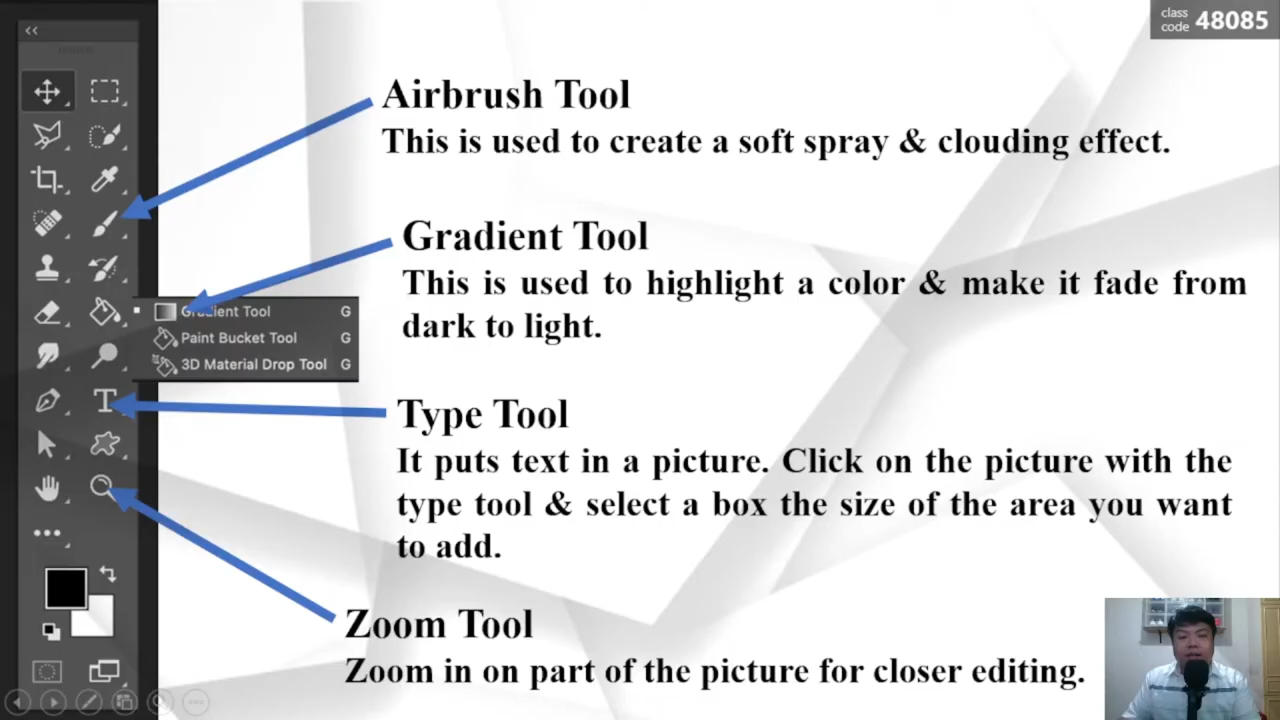 class
code 48085
Airbrush Tool
This is used to create a soft spray & clouding effect.
Gradient Tool
This is used to highlight a color & make it fade from
dark to light.
Gradient Tool G
Paint Bucket Tool G
3D Material Drop Tool G
Type Tool
It puts text in a picture. Click on the picture with the
type tool & select a box the size of the area you want
to add.
Zoom Tool
Zoom in on part of the picture for closer editing.